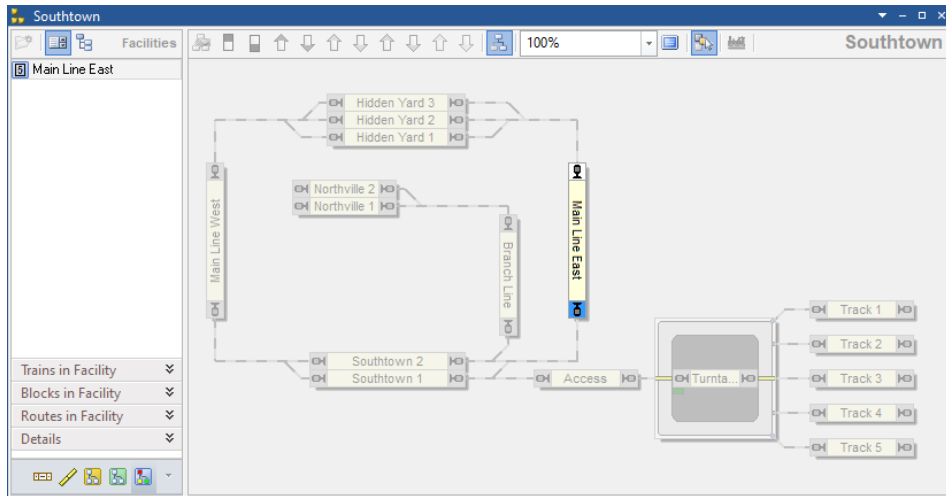 Southtown
Facilities
100%
Southtown
5 Main Line East
Hidden Yard 3
Hidden Yard 2
Hidden Yard 1
Northville 2
Northville 1
Main Line West
Branch Line
Main Line East
Southtown 2
Southtown 1
Access
Turnta...
Track 1
Track 2
Track 3
Track 4
Track 5
Trains in Facility
Blocks in Facility
Routes in Facility
Details